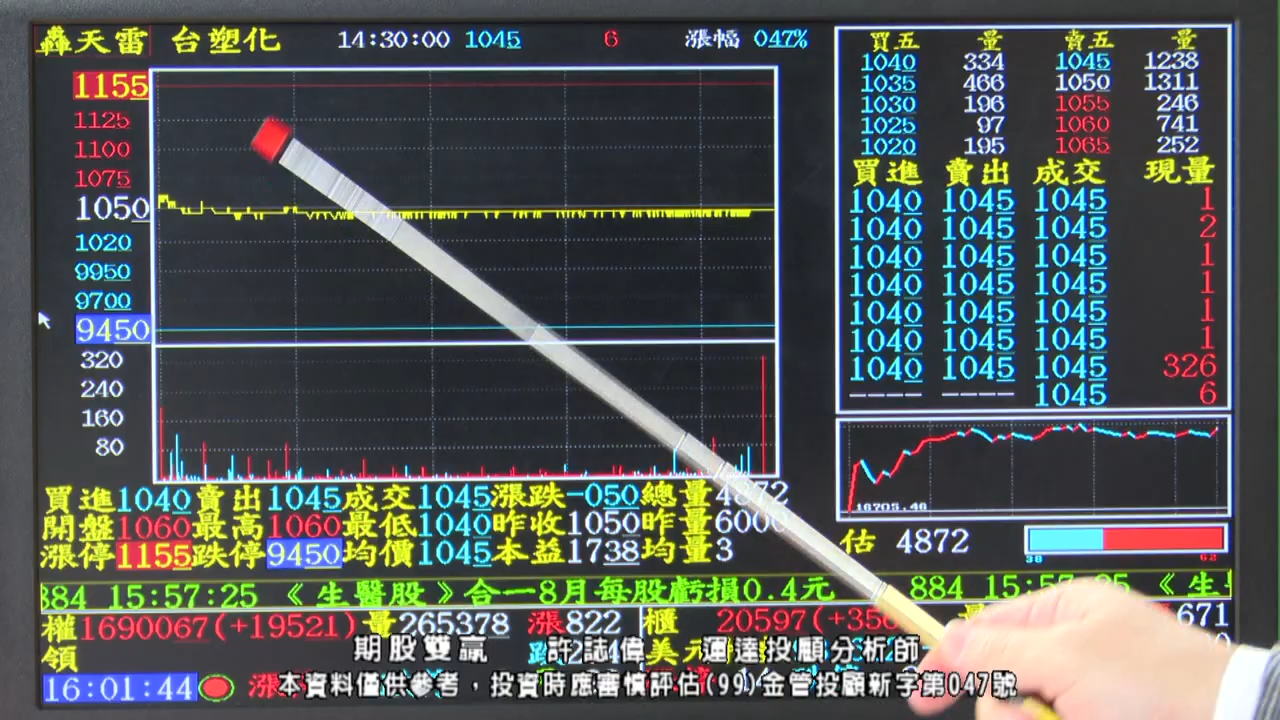 轟天雷 台塑化 14:30:00 1045 6 漲幅 047%
1155
1125
1100
1075
1050
1020
9950
9700
9450
320
240
160
80
買五 量 賣五 量
1040 334 1045 1238
1035 466 1050 1311
1030 196 1055 246
1025 97 1060 741
1020 195 1065 252
買進 賣出 成交 現量
1040 1045 1045 1
1040 1045 1045 2
1040 1045 1045 1
1040 1045 1045 1
1040 1045 1045 1
1040 1045 1045 1
1040 1045 1045 326
---- ---- 1045 6
16705.46
買進1040賣出1045成交1045漲跌-050總量4872
開盤1060最高1060最低1040昨收1050昨量6000
漲停1155跌停9450均價1045本益1738均量3
估 4872
38 62
884 15:57:25 《生醫股》合一8月每股虧損0.4元 884 15:57:25 《生
權1690067(+19521)量265378 漲822 櫃 20597(+356 671
領 美元
16:01:44
期股雙贏 許誌偉 運達投顧分析師
本資料僅供參考，投資時應審慎評估(99)金管投顧新字第047號